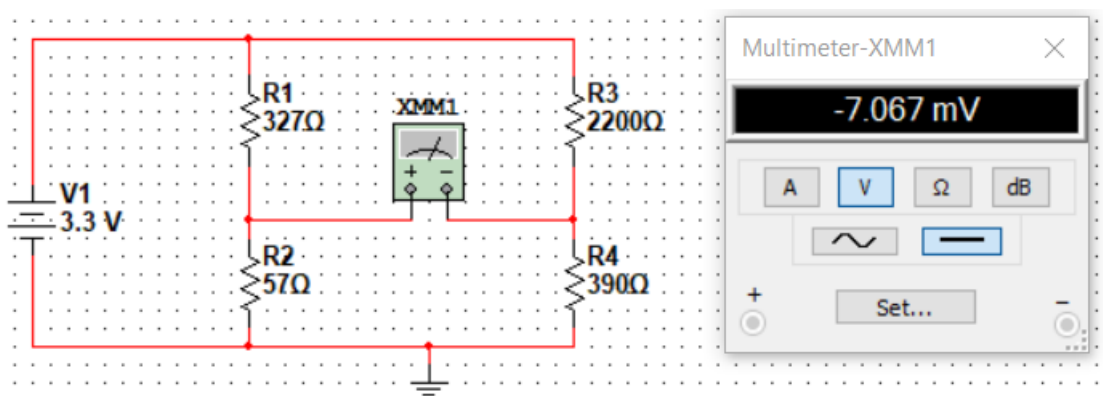 V1
3.3 V
R1
327Ω
R2
57Ω
XMM1
+ −
R3
2200Ω
R4
390Ω
Multimeter-XMM1
-7.067 mV
A V Ω dB
+ −
Set...